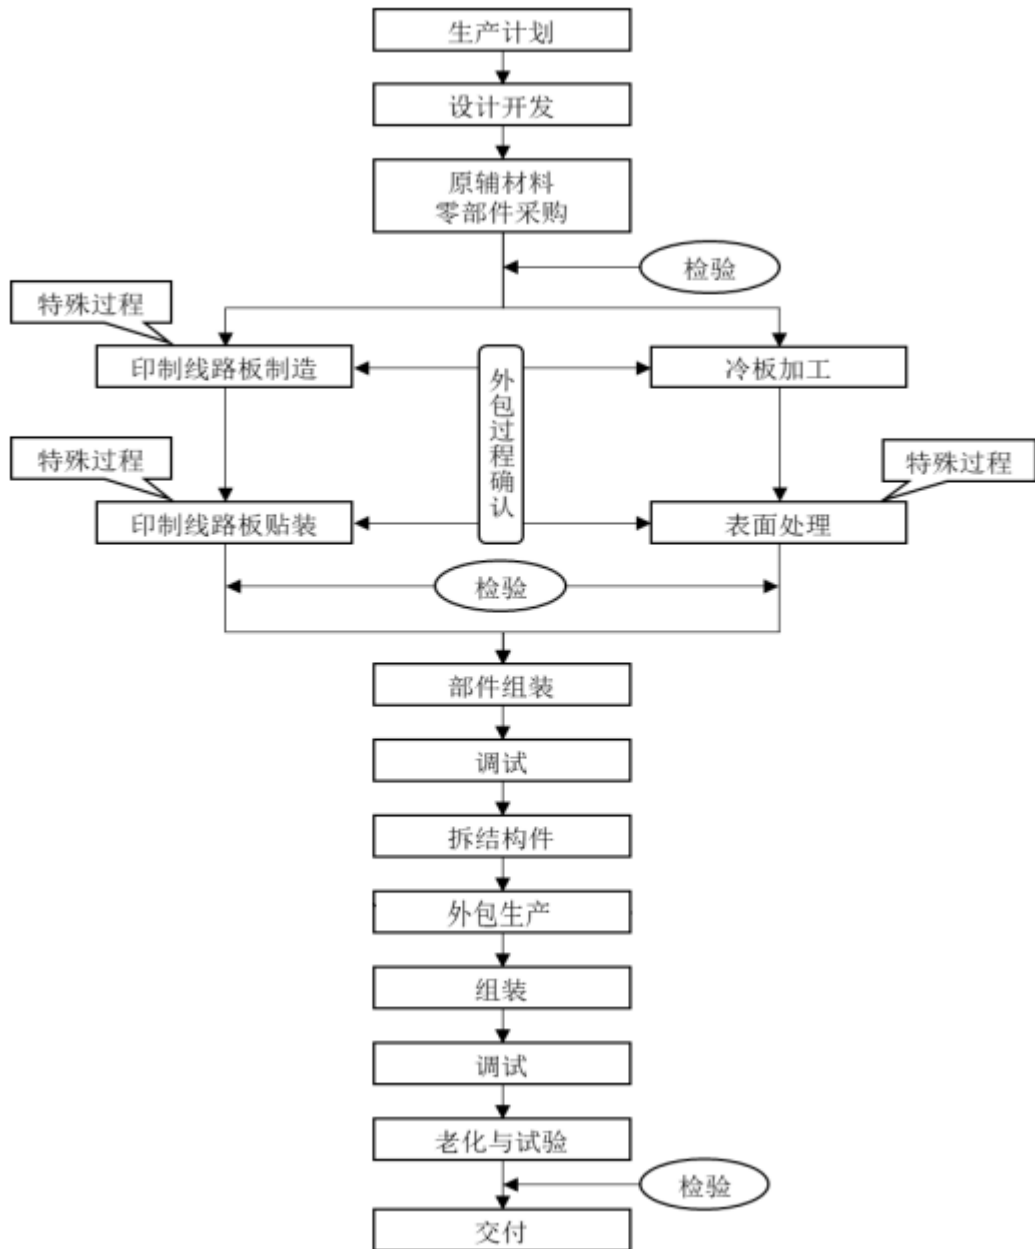 生产计划
设计开发
原辅材料
零部件采购
检验
特殊过程
印制线路板制造
外包过程确认
冷板加工
特殊过程
特殊过程
印制线路板贴装
表面处理
检验
部件组装
调试
拆结构件
外包生产
组装
调试
老化与试验
检验
交付